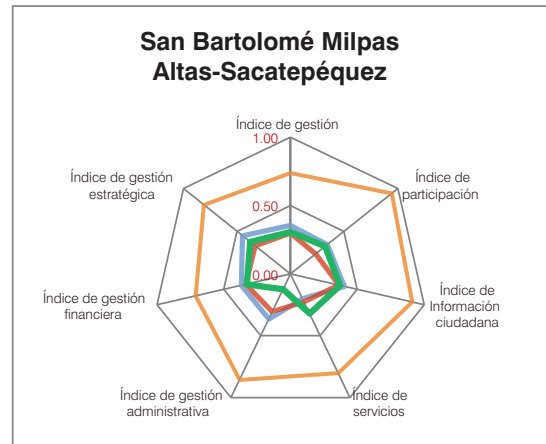 San Bartolomé Milpas
Altas-Sacatepéquez
Índice de gestión
1.00
Índice de gestión
estratégica
Índice de
participación
0.50
0.00
Índice de gestión
financiera
Índice de
Información
ciudadana
Índice de gestión
administrativa
Índice de
servicios